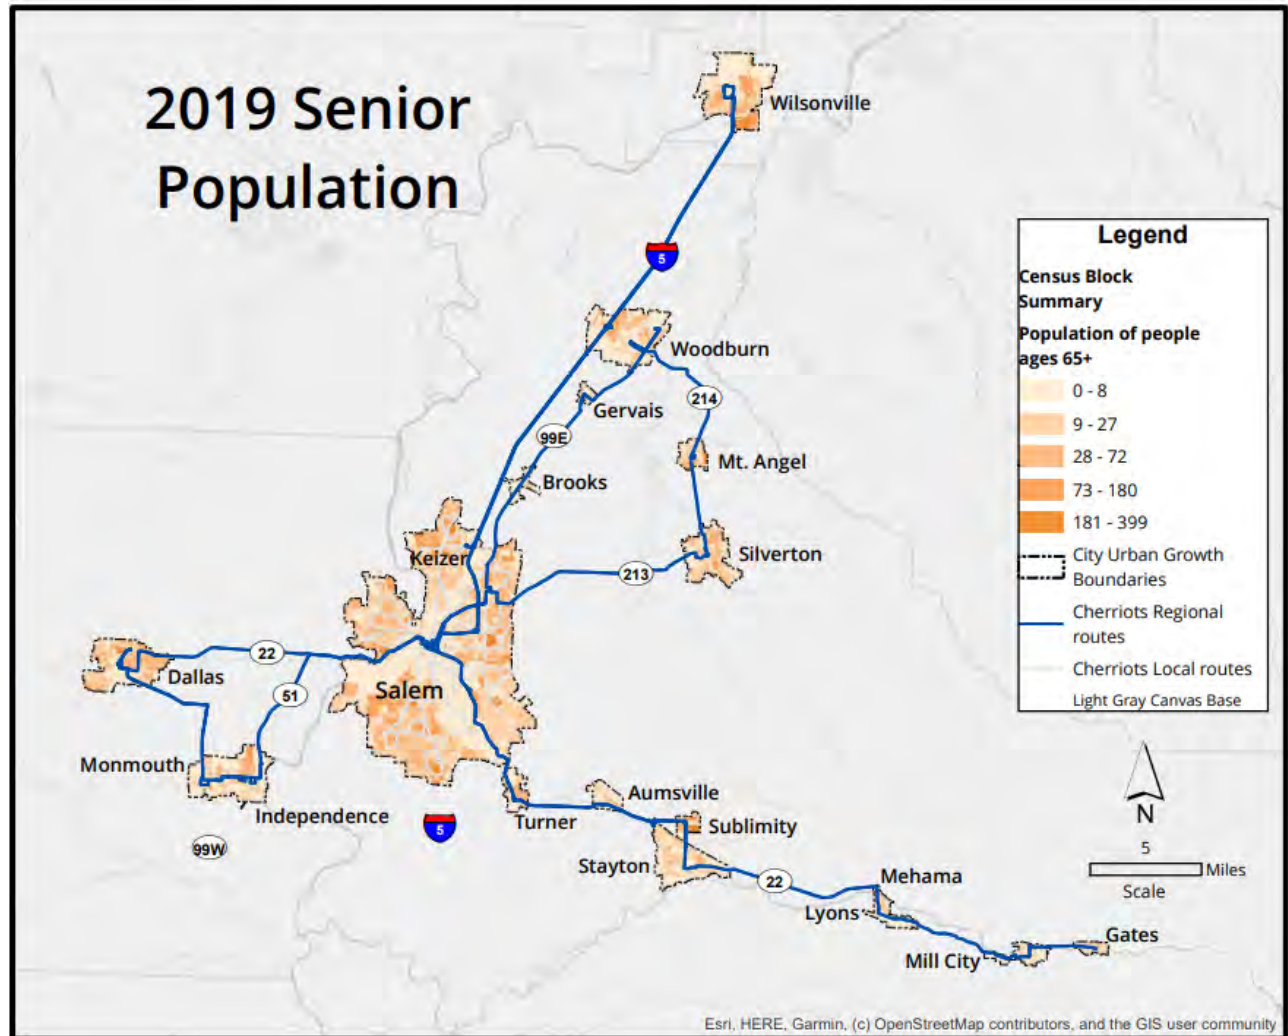 2019 Senior
Population
Wilsonville
5
Woodburn
Gervais
214
99E
Mt. Angel
Brooks
Keizer
Silverton
213
22
Dallas
51
Salem
Monmouth
Independence
99W
5
Turner
Aumsville
Sublimity
Stayton
22
Mehama
Lyons
Mill City
Gates
Legend
Census Block
Summary
Population of people
ages 65+
0 - 8
9 - 27
28 - 72
73 - 180
181 - 399
City Urban Growth
Boundaries
Cherriots Regional
routes
Cherriots Local routes
Light Gray Canvas Base
N
5
Miles
Scale
Esri, HERE, Garmin, (c) OpenStreetMap contributors, and the GIS user community